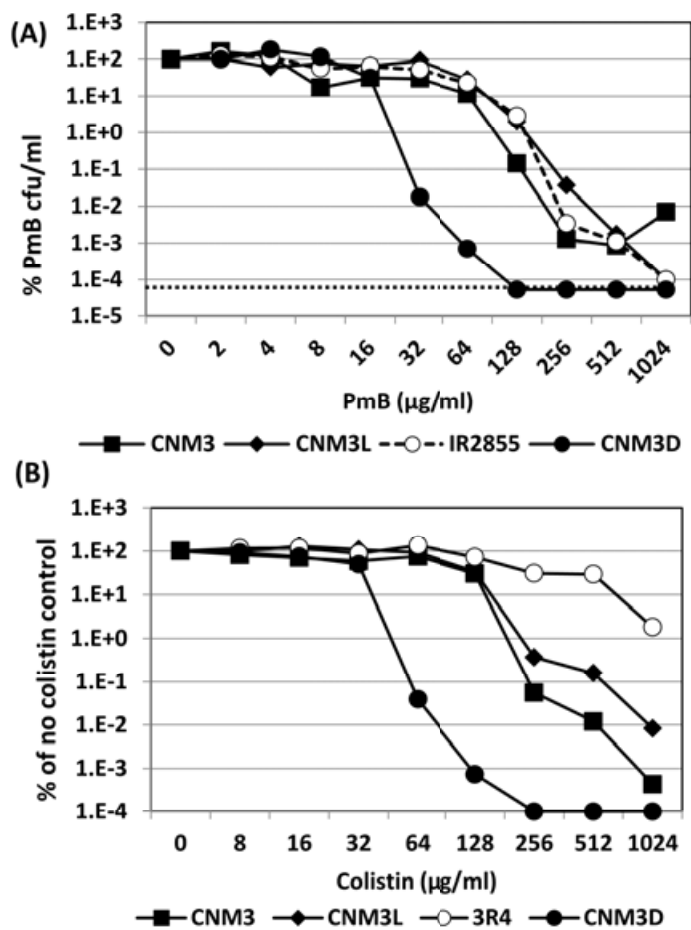 (A)
1.E+3
1.E+2
1.E+1
1.E+0
1.E-1
1.E-2
1.E-3
1.E-4
1.E-5
% PmB cfu/ml
0 2 4 8 16 32 64 128 256 512 1024
PmB (µg/ml)
CNM3 CNM3L IR2855 CNM3D
(B)
1.E+3
1.E+2
1.E+1
1.E+0
1.E-1
1.E-2
1.E-3
1.E-4
% of no colistin control
0 8 16 32 64 128 256 512 1024
Colistin (µg/ml)
CNM3 CNM3L 3R4 CNM3D